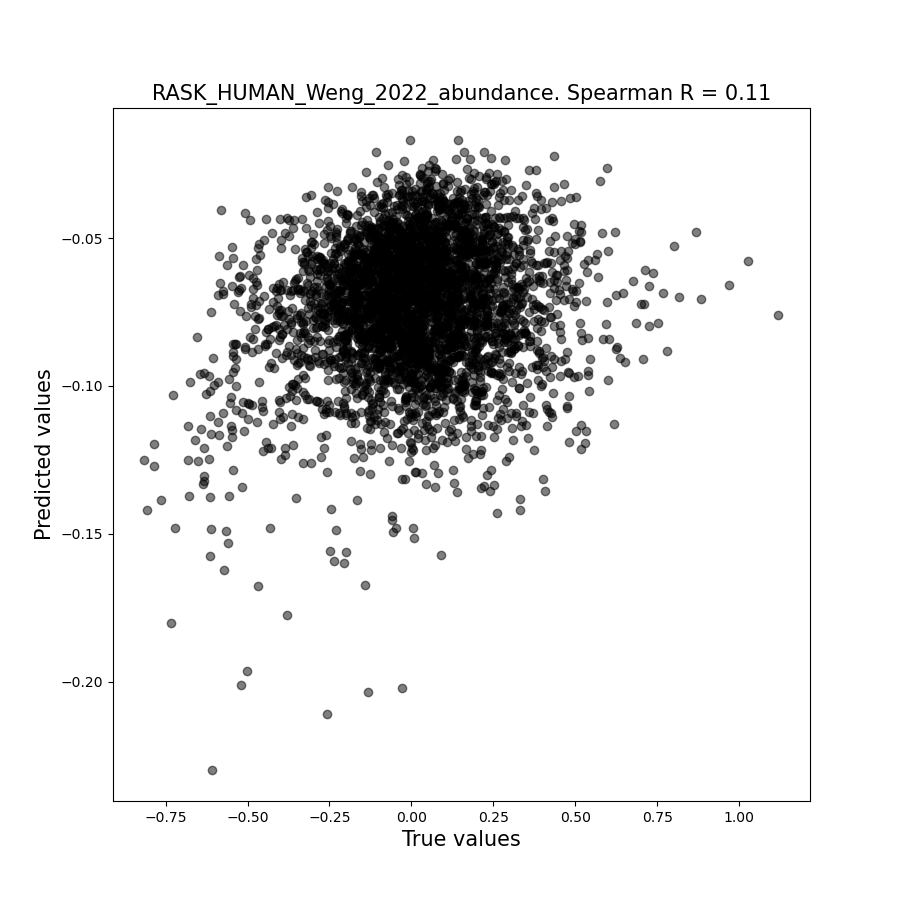 RASK_HUMAN_Weng_2022_abundance. Spearman R = 0.11
Predicted values
−0.05
−0.10
−0.15
−0.20
−0.75 −0.50 −0.25 0.00 0.25 0.50 0.75 1.00
True values